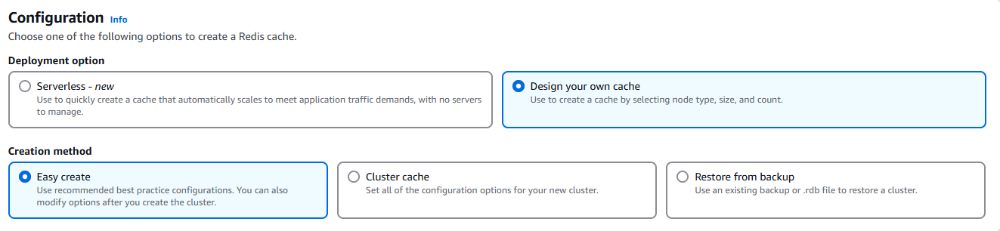 Configuration Info
Choose one of the following options to create a Redis cache.
Deployment option
Serverless - new
Use to quickly create a cache that automatically scales to meet application traffic demands, with no servers
to manage.
Design your own cache
Use to create a cache by selecting node type, size, and count.
Creation method
Easy create
Use recommended best practice configurations. You can also
modify options after you create the cluster.
Cluster cache
Set all of the configuration options for your new cluster.
Restore from backup
Use an existing backup or .rdb file to restore a cluster.